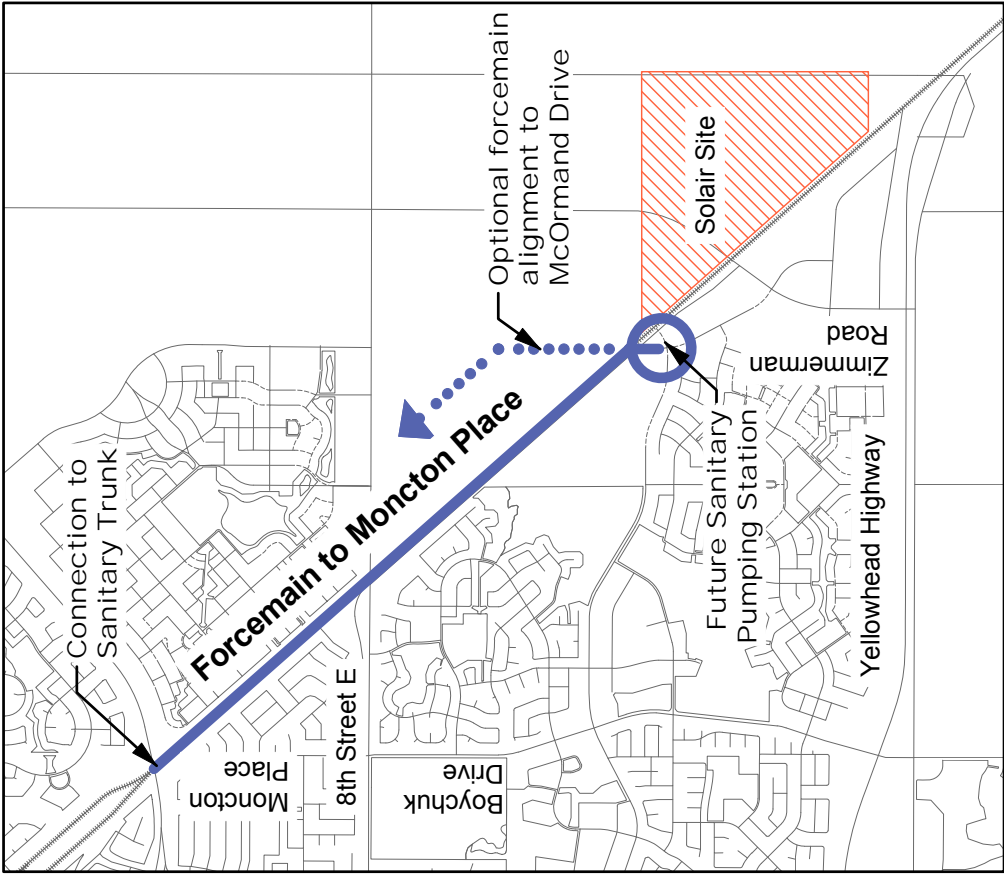 Connection to
Sanitary Trunk
Optional forcemain
alignment to
McOrmand Drive
Solair Site
Forcemain to Moncton Place
Moncton
Place
8th Street E
Boychuk
Drive
Future Sanitary
Pumping Station
Zimmerman
Road
Yellowhead Highway